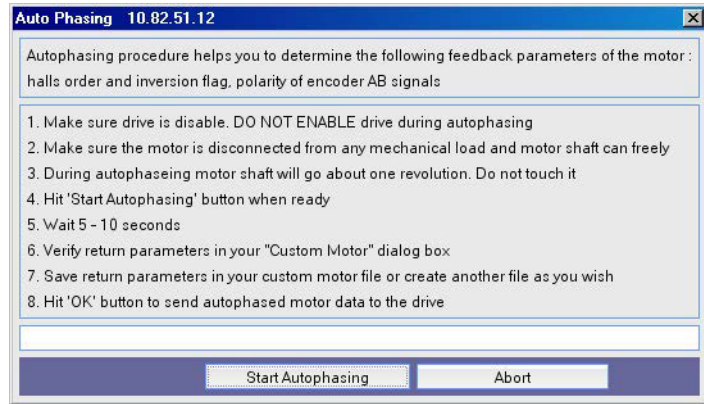 Auto Phasing 10.82.51.12
Autophasing procedure helps you to determine the following feedback parameters of the motor :
halls order and inversion flag, polarity of encoder AB signals
1. Make sure drive is disable. DO NOT ENABLE drive during autophasing
2. Make sure the motor is disconnected from any mechanical load and motor shaft can freely
3. During autophaseing motor shaft will go about one revolution. Do not touch it
4. Hit 'Start Autophasing' button when ready
5. Wait 5 - 10 seconds
6. Verify return parameters in your "Custom Motor" dialog box
7. Save return parameters in your custom motor file or create another file as you wish
8. Hit 'OK' button to send autophased motor data to the drive
Start Autophasing Abort